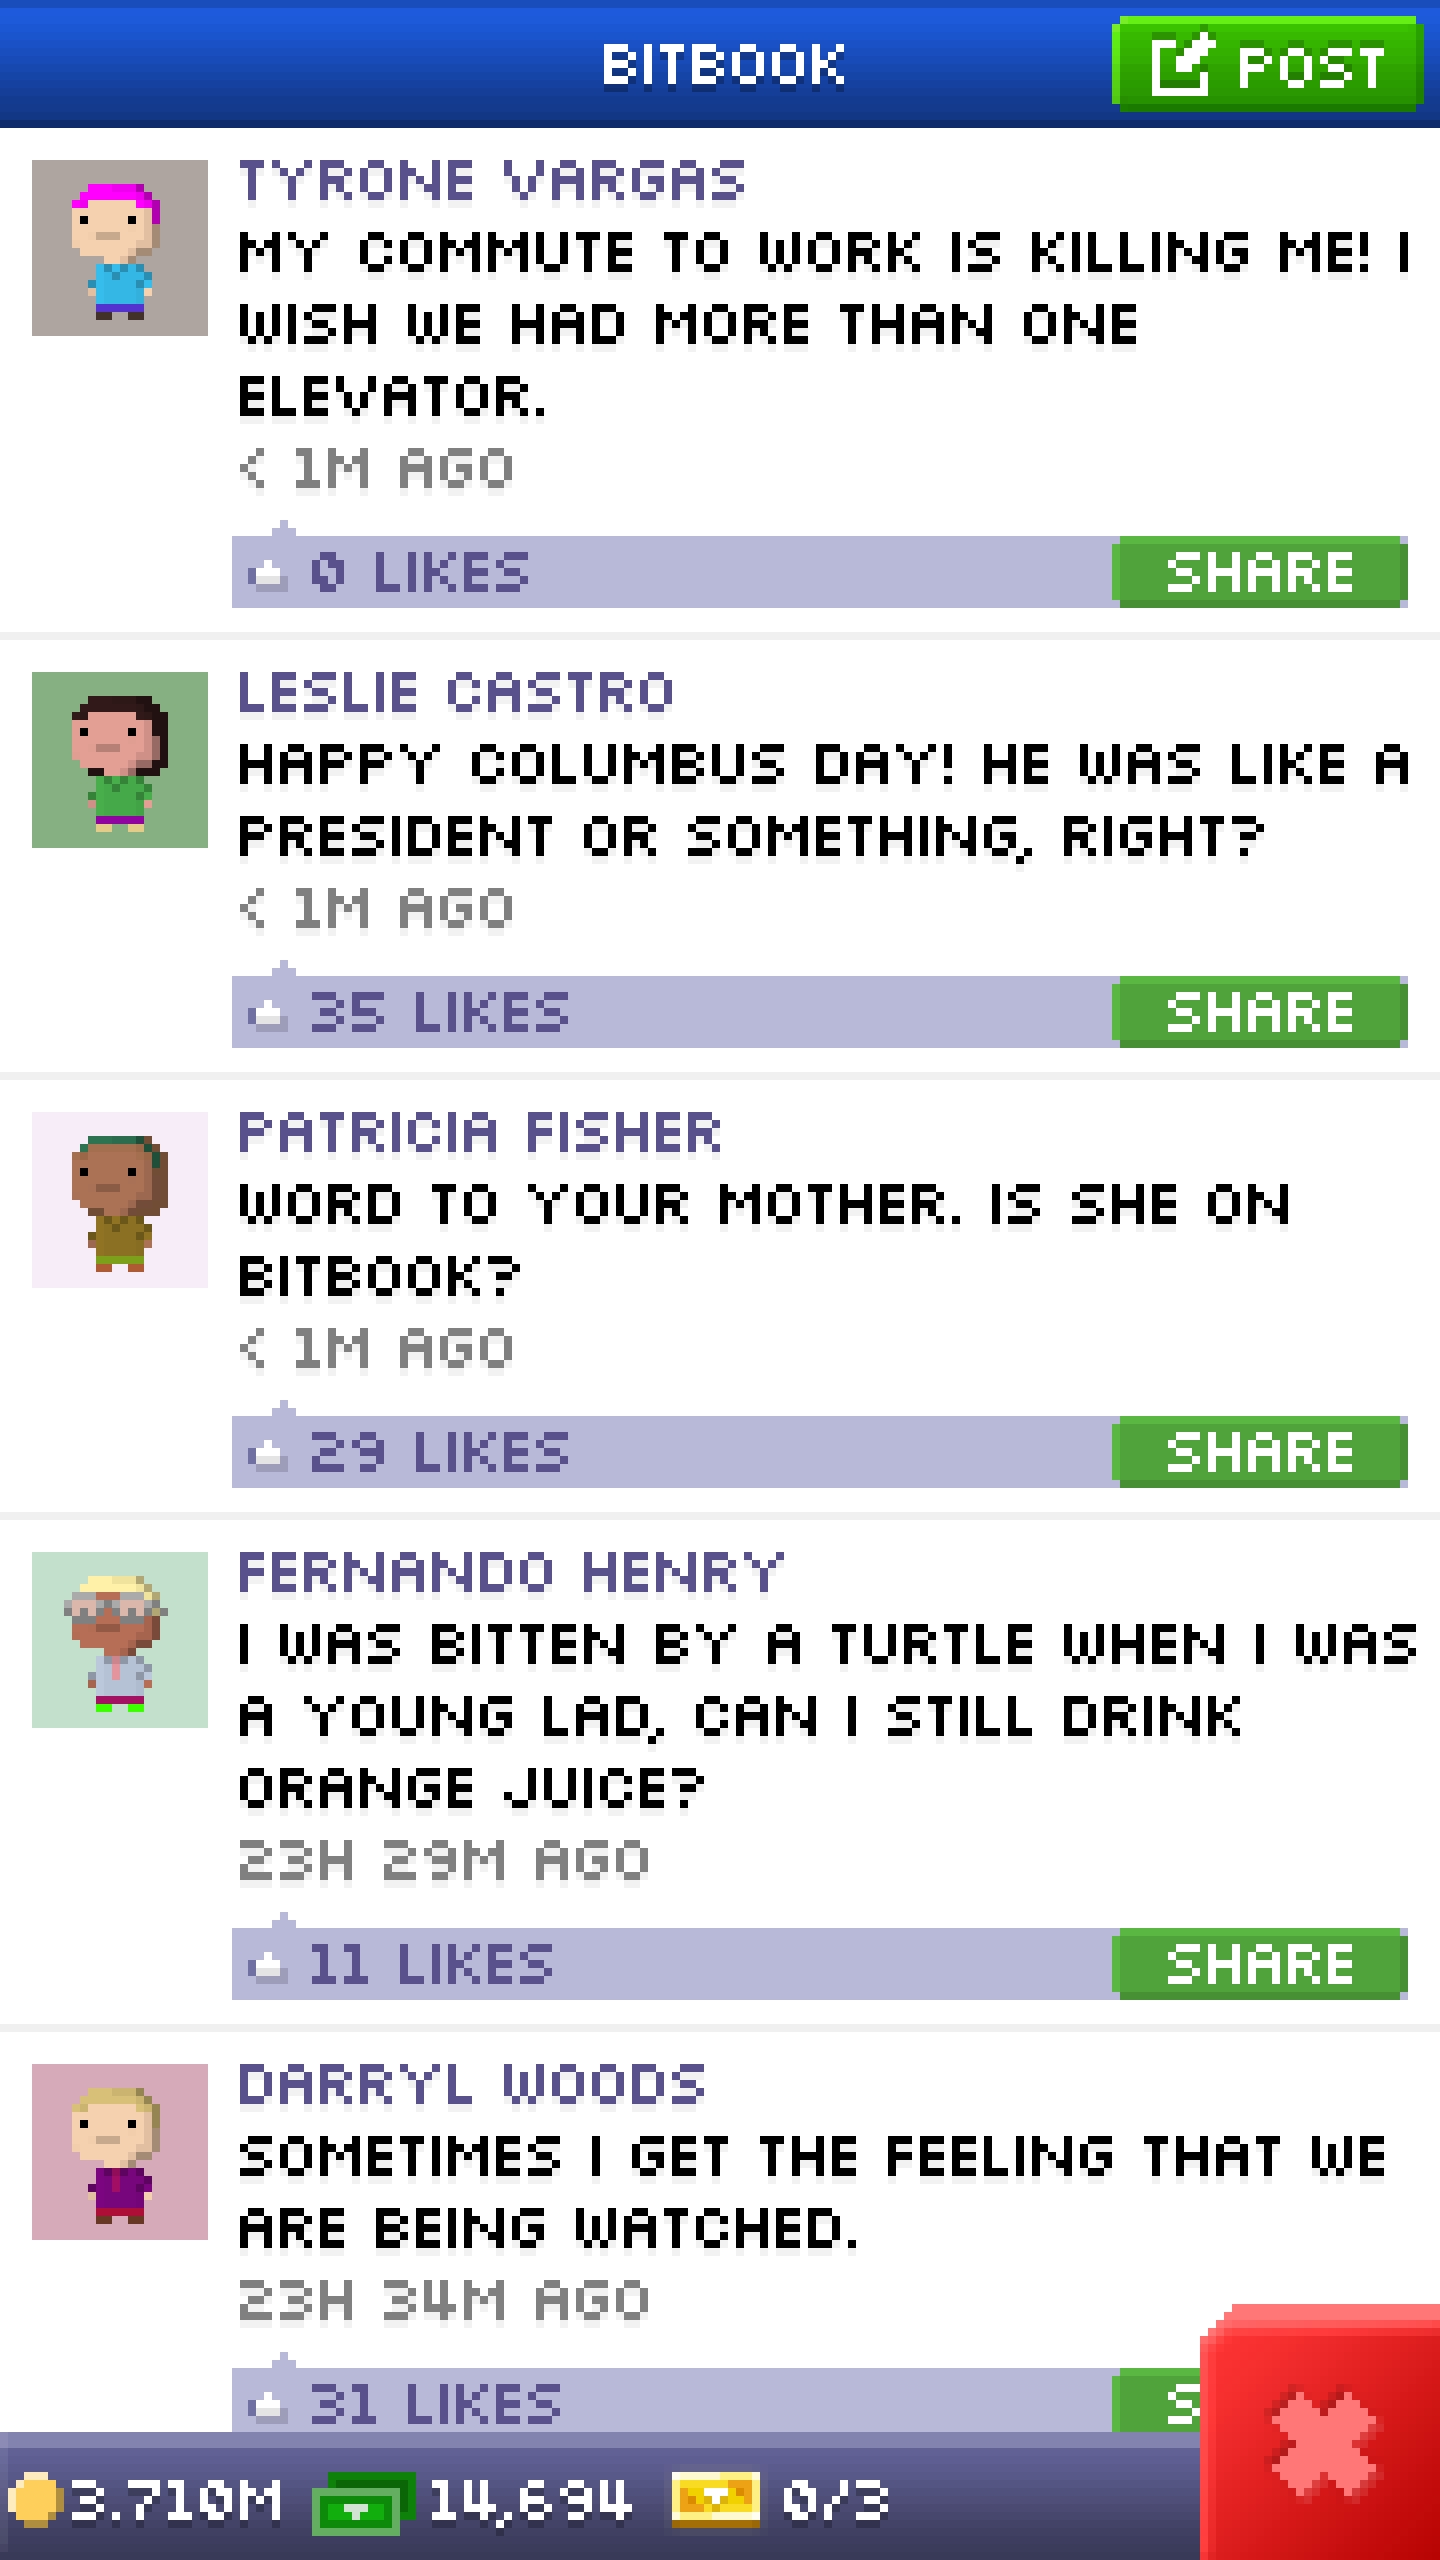 BITBOOK
POST
TYRONE VARGAS
MY COMMUTE TO WORK IS KILLING ME! I
WISH WE HAD MORE THAN ONE
ELEVATOR.
< 1M AGO
0 LIKES
SHARE
LESLIE CASTRO
HAPPY COLUMBUS DAY! HE WAS LIKE A
PRESIDENT OR SOMETHING, RIGHT?
< 1M AGO
35 LIKES
SHARE
PATRICIA FISHER
WORD TO YOUR MOTHER. IS SHE ON
BITBOOK?
< 1M AGO
29 LIKES
SHARE
FERNANDO HENRY
I WAS BITTEN BY A TURTLE WHEN I WAS
A YOUNG LAD, CAN I STILL DRINK
ORANGE JUICE?
23H 29M AGO
11 LIKES
SHARE
DARRYL WOODS
SOMETIMES I GET THE FEELING THAT WE
ARE BEING WATCHED.
23H 34M AGO
31 LIKES
S
3.710M
14,694
0/3